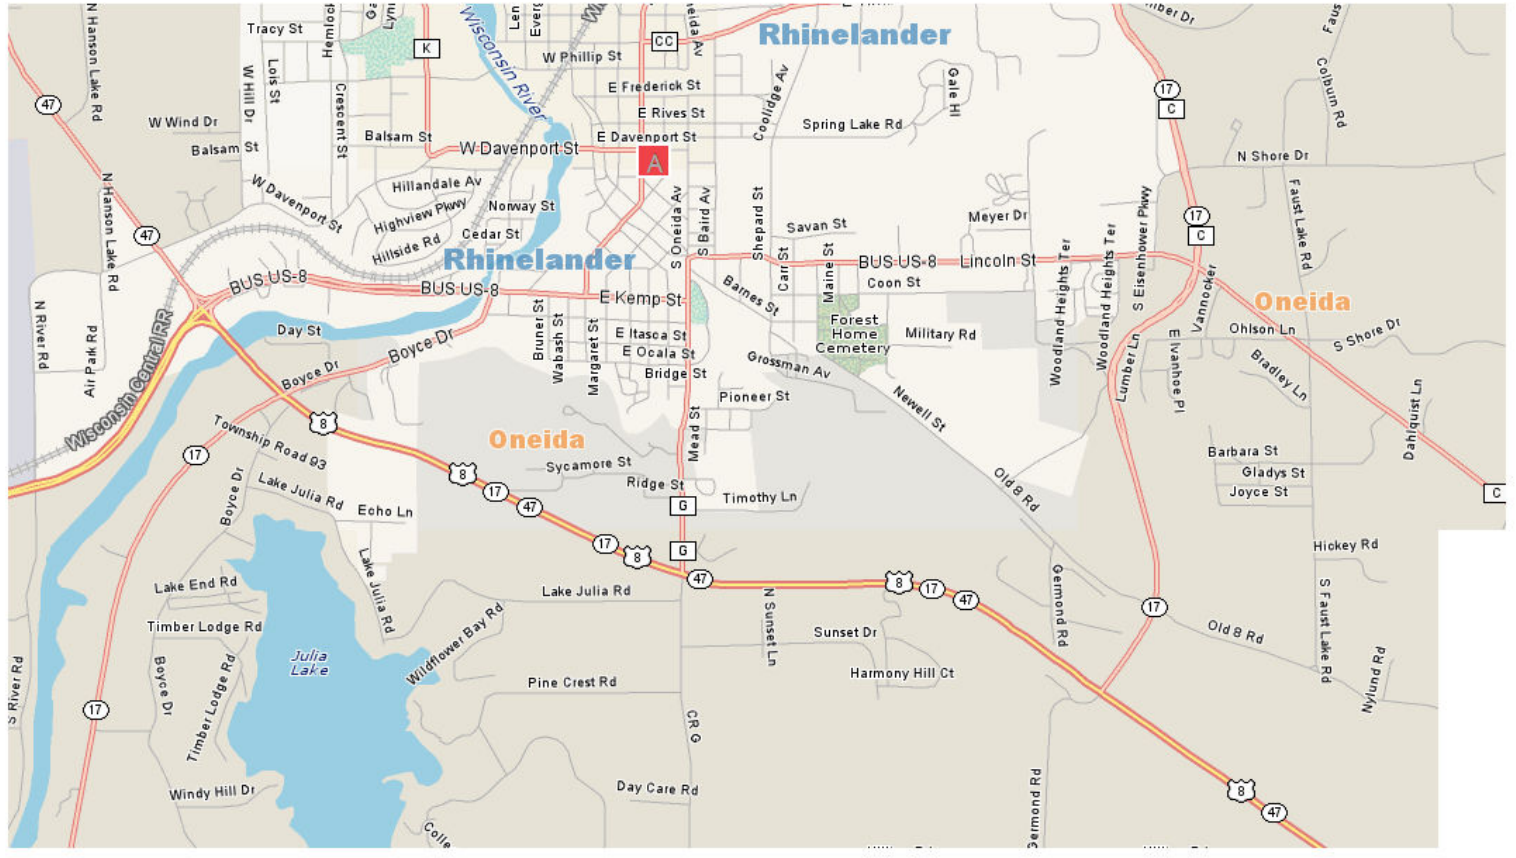 N Hanson Lake Rd
Tracy St
Hemlock
K
Wisconsin River
CC
Rhinelander
Colburn Rd
W Phillip St
47
W Hill Dr
Lois St
Crescent St
E Frederick St
Coolidge Av
Gale Hl
17
C
E Rives St
W Wind Dr
Balsam St
E Davenport St
Spring Lake Rd
Balsam St
W Davenport St
A
N Shore Dr
N Hanson Lake Rd
W Davenport St
Hillandale Av
Highview Pkwy
Norway St
S Oneida Av
S Baird Av
Shepard St
Savan St
Meyer Dr
S Eisenhower Pkwy
17
C
Faust Lake Rd
47
Hillside Rd
Cedar St
Rhinelander
Carr St
Maine St
BUS US-8
Lincoln St
Woodland Heights Ter
Woodland Heights Ter
BUS US-8
BUS US-8
E Kemp St
Barnes St
Coon St
Vannocker
Oneida
N River Rd
Air Park Rd
Wisconsin Central RR
Day St
Boyce Dr
Bruner St
Wabash St
Margaret St
E Itasca St
E Ocala St
Bridge St
Forest
Home
Cemetery
Military Rd
Grossman Av
Lumber Ln
E Ivanhoe Pl
Ohlson Ln
S Shore Dr
Bradley Ln
Boyce Dr
Pioneer St
Newell St
Dahlquist Ln
8
Township Road 93
17
Oneida
Mead St
Barbara St
Gladys St
Joyce St
Boyce Dr
Lake Julia Rd
Echo Ln
8
17
47
Sycamore St
Ridge St
G
Timothy Ln
Old 8 Rd
C
17
8
G
47
Hickey Rd
Lake End Rd
Lake Julia Rd
Lake Julia Rd
N Sunset Ln
8
17
47
Germond Rd
17
S Faust Lake Rd
Timber Lodge Rd
Wildflower Bay Rd
Sunset Dr
Old 8 Rd
Julia
Lake
S River Rd
Boyce Dr
Timber Lodge Rd
Pine Crest Rd
Harmony Hill Ct
Nylund Rd
17
CR G
Windy Hill Dr
Day Care Rd
Germond Rd
8
47